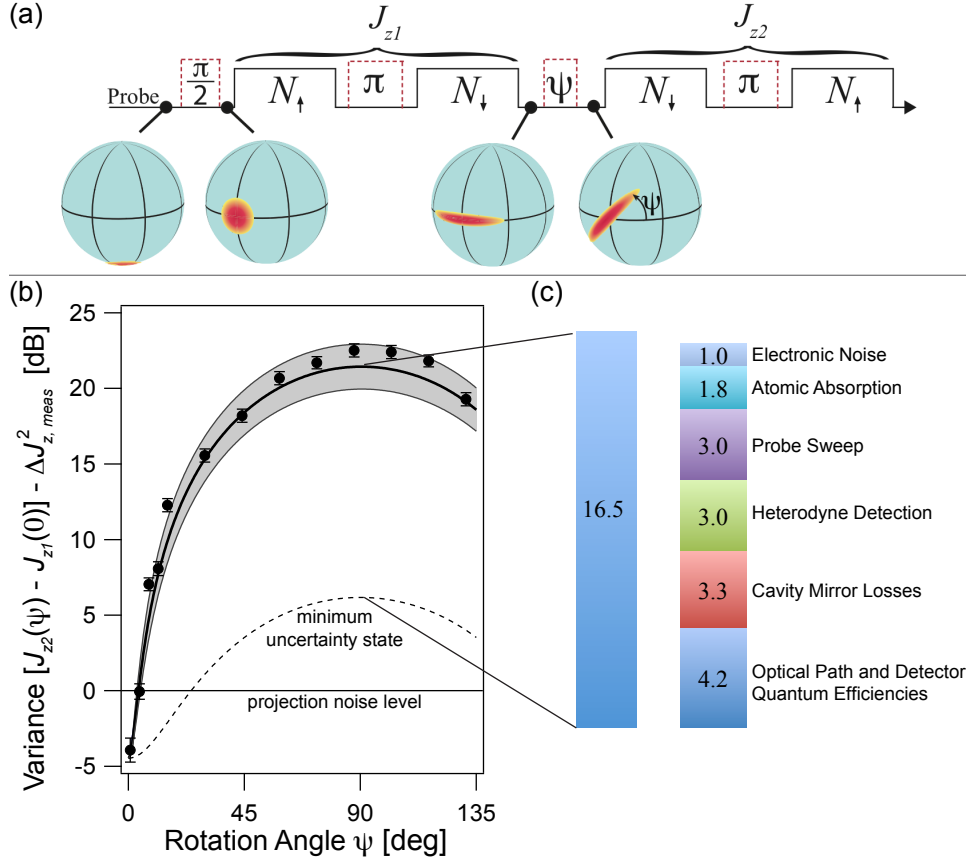 (a)
J_z1
J_z2
Probe
π/2
N↑
π
N↓
ψ
N↓
π
N↑
ψ
(b)
Variance [J_z2(ψ) - J_z1(0)] - ΔJ²_z, meas [dB]
25
20
15
10
5
0
-5
minimum
uncertainty state
projection noise level
0
45
90
135
Rotation Angle ψ [deg]
(c)
16.5
1.0 Electronic Noise
1.8 Atomic Absorption
3.0 Probe Sweep
3.0 Heterodyne Detection
3.3 Cavity Mirror Losses
4.2 Optical Path and Detector
Quantum Efficiencies